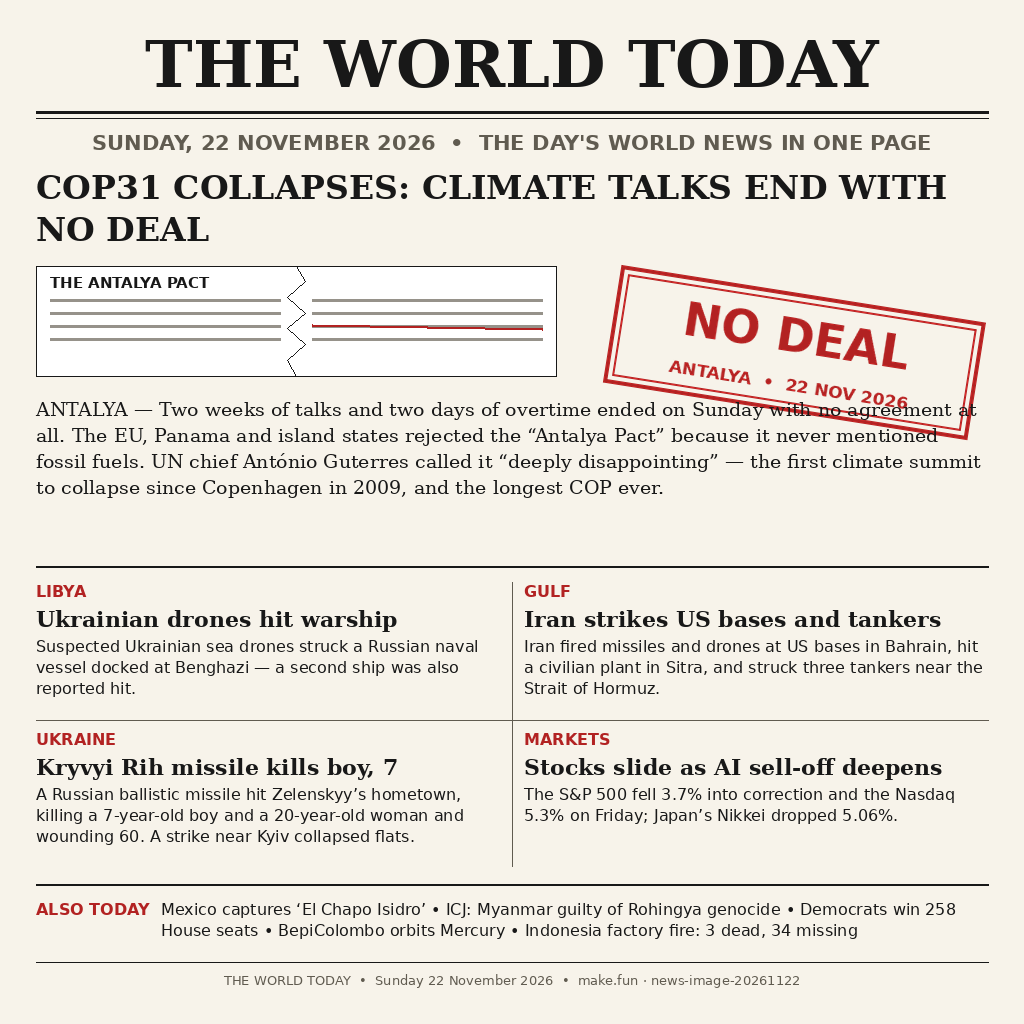 THE WORLD TODAY
SUNDAY, 22 NOVEMBER 2026 • THE DAY'S WORLD NEWS IN ONE PAGE
COP31 COLLAPSES: CLIMATE TALKS END WITH
NO DEAL
THE ANTALYA PACT
NO DEAL
ANTALYA • 22 NOV 2026
ANTALYA — Two weeks of talks and two days of overtime ended on Sunday with no agreement at
all. The EU, Panama and island states rejected the “Antalya Pact” because it never mentioned
fossil fuels. UN chief António Guterres called it “deeply disappointing” — the first climate summit
to collapse since Copenhagen in 2009, and the longest COP ever.
LIBYA
Ukrainian drones hit warship
Suspected Ukrainian sea drones struck a Russian naval
vessel docked at Benghazi — a second ship was also
reported hit.
GULF
Iran strikes US bases and tankers
Iran fired missiles and drones at US bases in Bahrain, hit
a civilian plant in Sitra, and struck three tankers near the
Strait of Hormuz.
UKRAINE
Kryvyi Rih missile kills boy, 7
A Russian ballistic missile hit Zelenskyy’s hometown,
killing a 7-year-old boy and a 20-year-old woman and
wounding 60. A strike near Kyiv collapsed flats.
MARKETS
Stocks slide as AI sell-off deepens
The S&P 500 fell 3.7% into correction and the Nasdaq
5.3% on Friday; Japan’s Nikkei dropped 5.06%.
ALSO TODAY Mexico captures ‘El Chapo Isidro’ • ICJ: Myanmar guilty of Rohingya genocide • Democrats win 258
House seats • BepiColombo orbits Mercury • Indonesia factory fire: 3 dead, 34 missing
THE WORLD TODAY • Sunday 22 November 2026 • make.fun · news-image-20261122